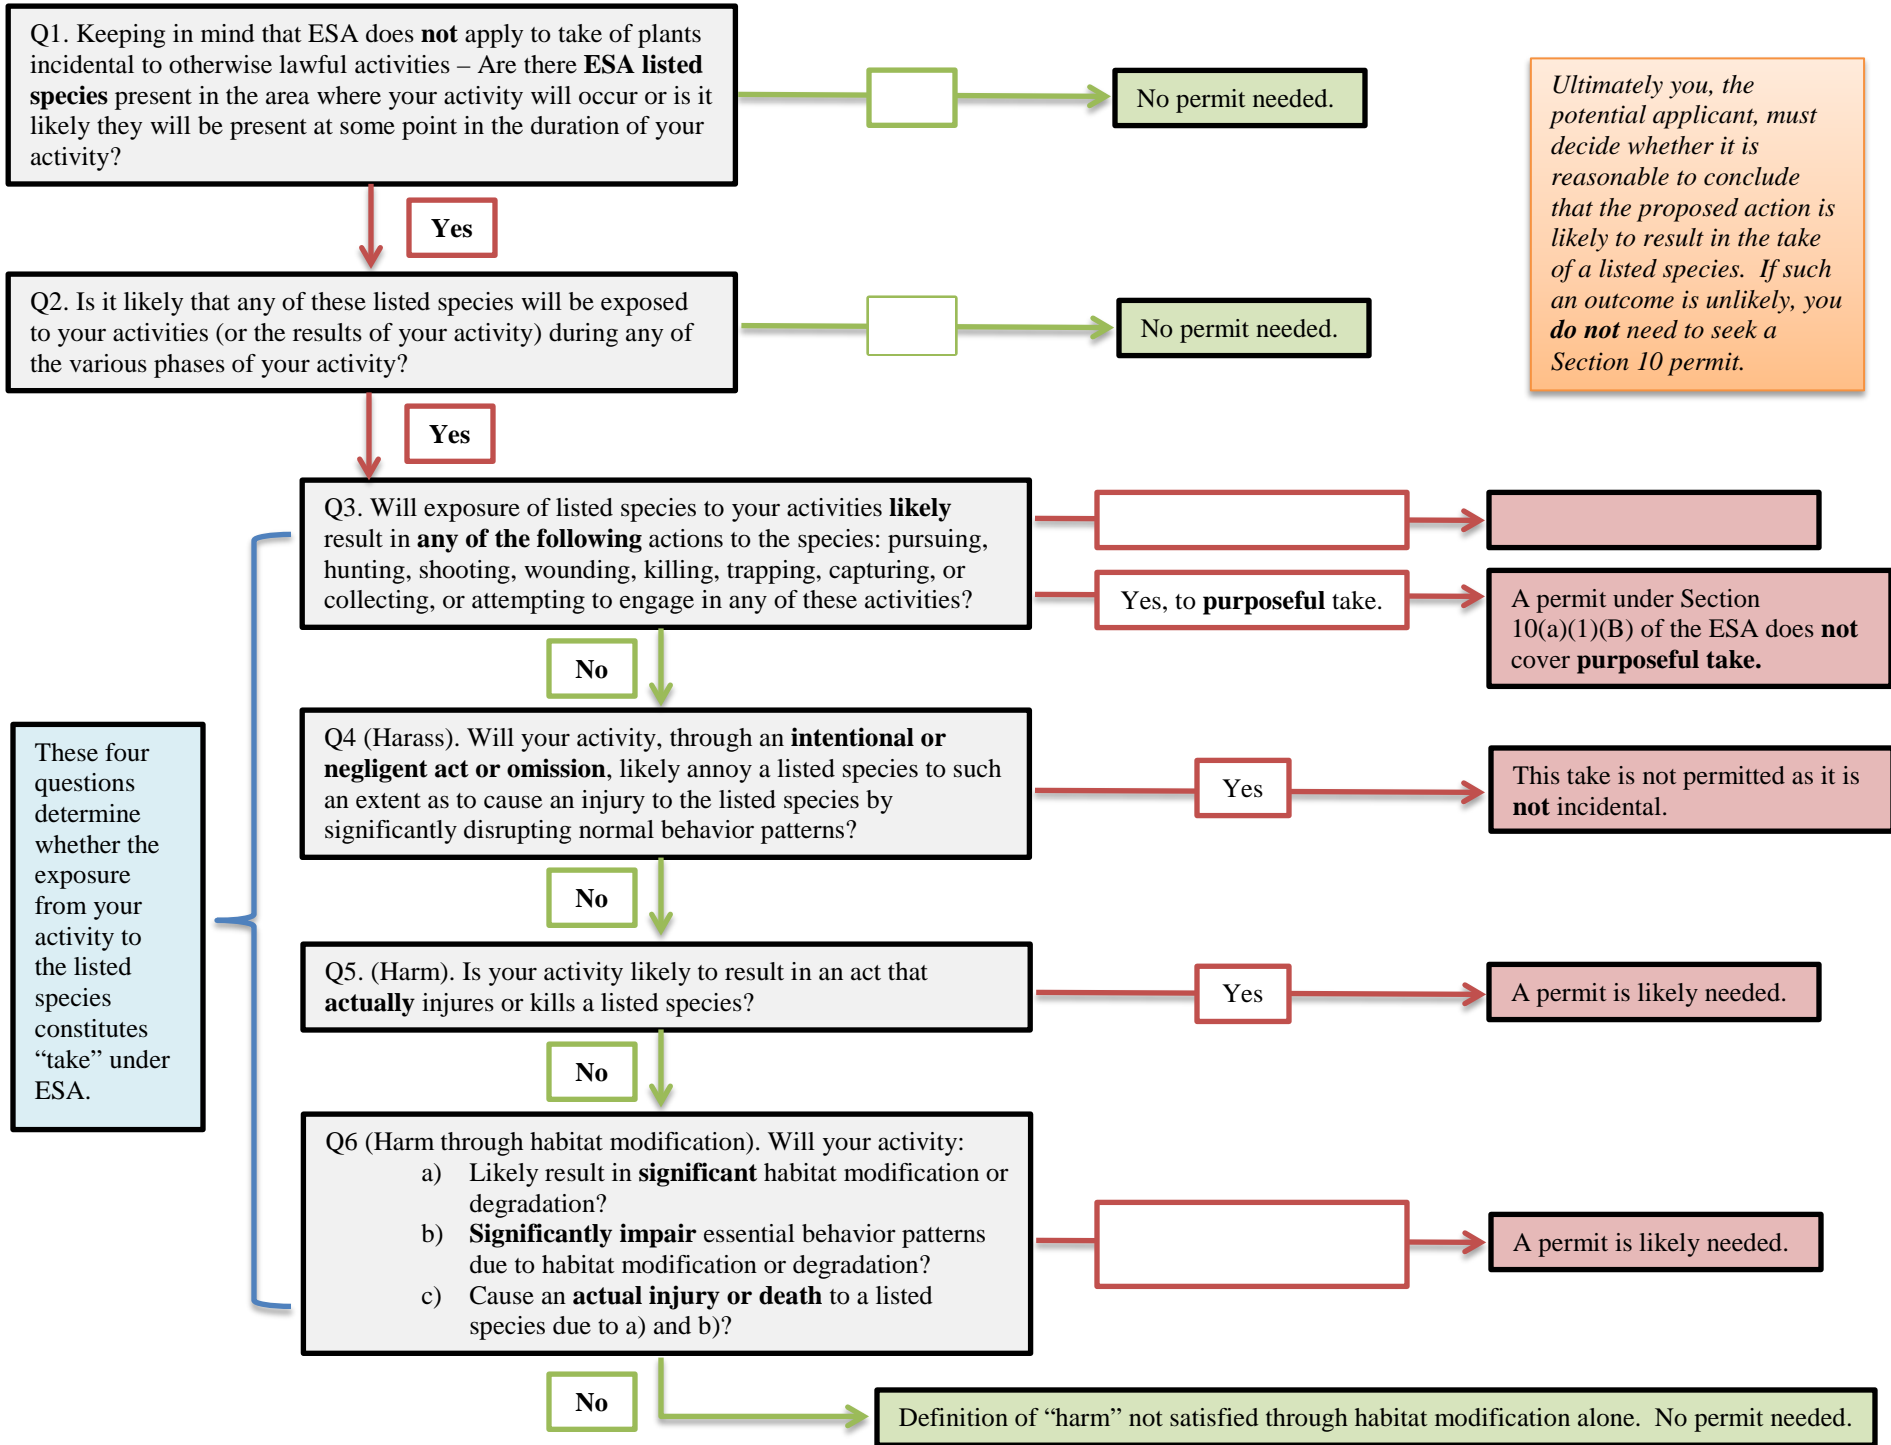 Q1. Keeping in mind that ESA does not apply to take of plants
incidental to otherwise lawful activities – Are there ESA listed
species present in the area where your activity will occur or is it
likely they will be present at some point in the duration of your
activity?
No permit needed.
Ultimately you, the
potential applicant, must
decide whether it is
reasonable to conclude
that the proposed action is
likely to result in the take
of a listed species. If such
an outcome is unlikely, you
do not need to seek a
Section 10 permit.
Yes
Q2. Is it likely that any of these listed species will be exposed
to your activities (or the results of your activity) during any of
the various phases of your activity?
No permit needed.
Yes
Q3. Will exposure of listed species to your activities likely
result in any of the following actions to the species: pursuing,
hunting, shooting, wounding, killing, trapping, capturing, or
collecting, or attempting to engage in any of these activities?
Yes, to purposeful take.
A permit under Section
10(a)(1)(B) of the ESA does not
cover purposeful take.
No
These four
questions
determine
whether the
exposure
from your
activity to
the listed
species
constitutes
“take” under
ESA.
Q4 (Harass). Will your activity, through an intentional or
negligent act or omission, likely annoy a listed species to such
an extent as to cause an injury to the listed species by
significantly disrupting normal behavior patterns?
Yes
This take is not permitted as it is
not incidental.
No
Q5. (Harm). Is your activity likely to result in an act that
actually injures or kills a listed species?
Yes
A permit is likely needed.
No
Q6 (Harm through habitat modification). Will your activity:
a) Likely result in significant habitat modification or
degradation?
b) Significantly impair essential behavior patterns
due to habitat modification or degradation?
c) Cause an actual injury or death to a listed
species due to a) and b)?
A permit is likely needed.
No
Definition of “harm” not satisfied through habitat modification alone. No permit needed.